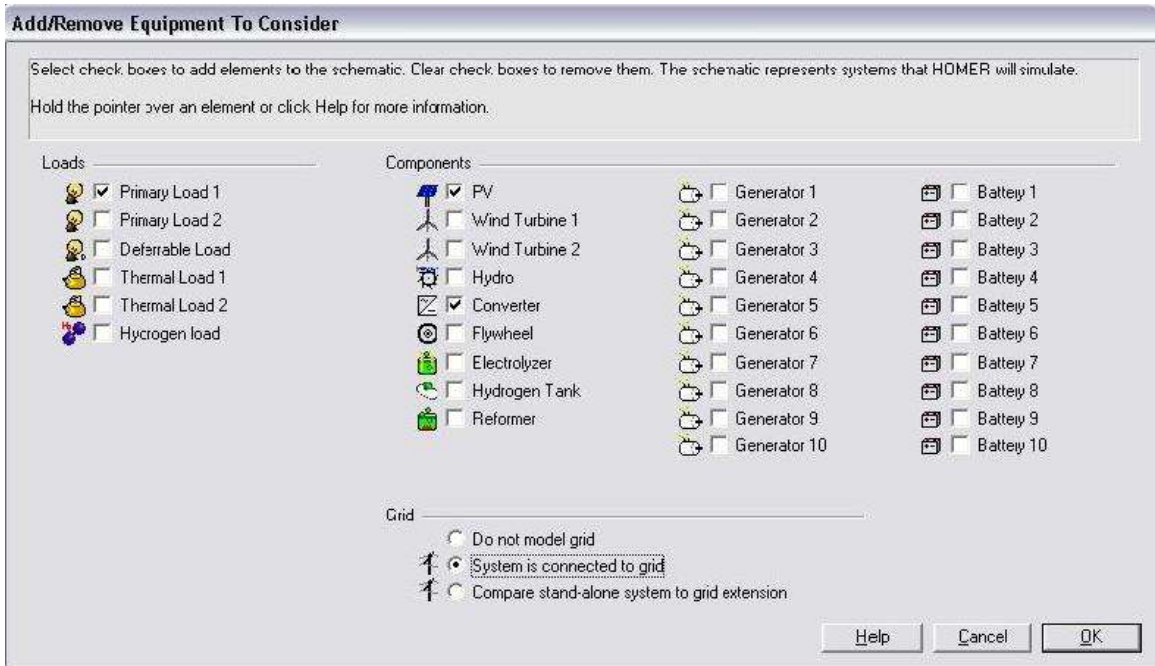 Add/Remove Equipment To Consider
Select check boxes to add elements to the schematic. Clear check boxes to remove them. The schematic represents systems that HOMER will simulate.
Hold the pointer over an element or click Help for more information.
Loads
Primary Load 1
Primary Load 2
Deferrable Load
Thermal Load 1
Thermal Load 2
Hydrogen load
Components
PV
Wind Turbine 1
Wind Turbine 2
Hydro
Converter
Flywheel
Electrolyzer
Hydrogen Tank
Reformer
Generator 1
Generator 2
Generator 3
Generator 4
Generator 5
Generator 6
Generator 7
Generator 8
Generator 9
Generator 10
Battery 1
Battery 2
Battery 3
Battery 4
Battery 5
Battery 6
Battery 7
Battery 8
Battery 9
Battery 10
Grid
Do not model grid
System is connected to grid
Compare stand-alone system to grid extension
Help Cancel OK